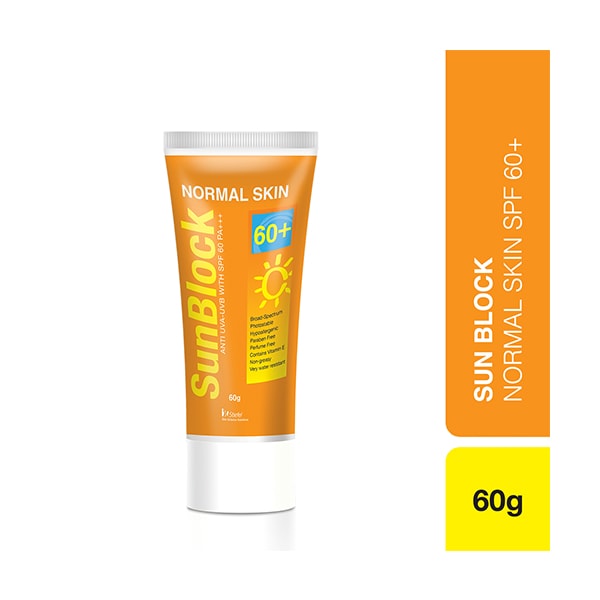 NORMAL SKIN
SunBlock
ANTI UVA-UVB WITH SPF 60 PA+++
60+
Broad-Spectrum
Photostable
Hypoallergenic
Paraben Free
Perfume Free
Contains Vitamin E
Non-greasy
Very water-resistant
60g
SUN BLOCK
NORMAL SKIN SPF 60+
60g